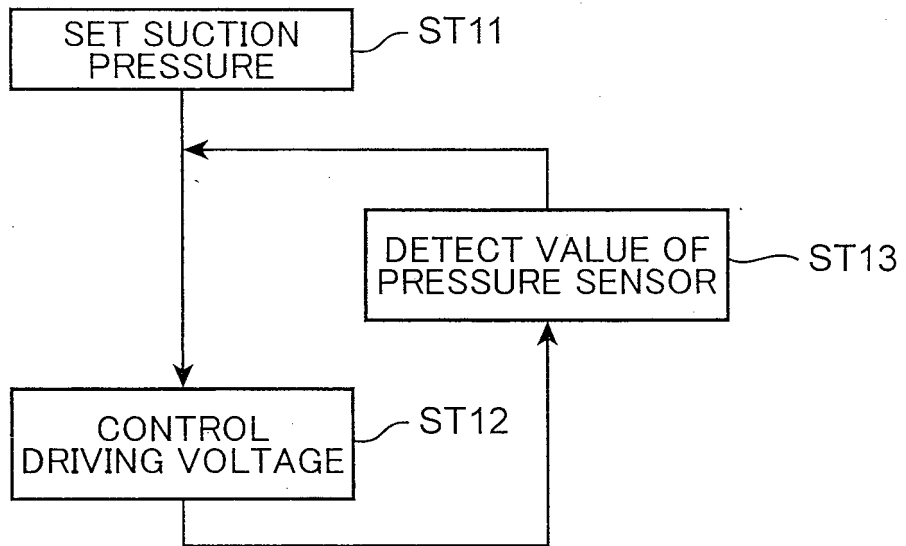 SET SUCTION
PRESSURE
ST11
DETECT VALUE OF
PRESSURE SENSOR
ST13
CONTROL
DRIVING VOLTAGE
ST12